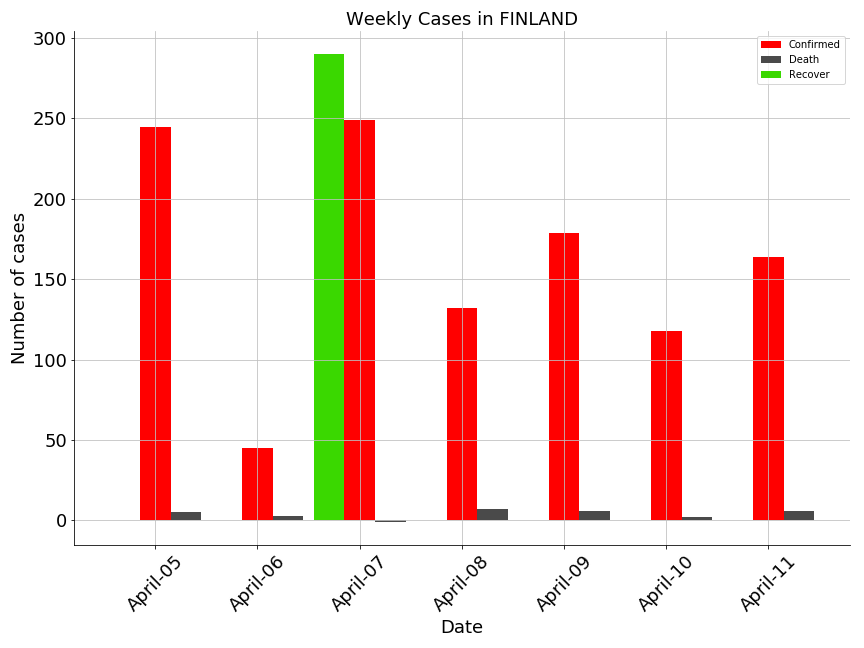 Weekly Cases in FINLAND
Confirmed
Death
Recover
300
250
200
150
100
50
0
Number of cases
April-05
April-06
April-07
April-08
April-09
April-10
April-11
Date